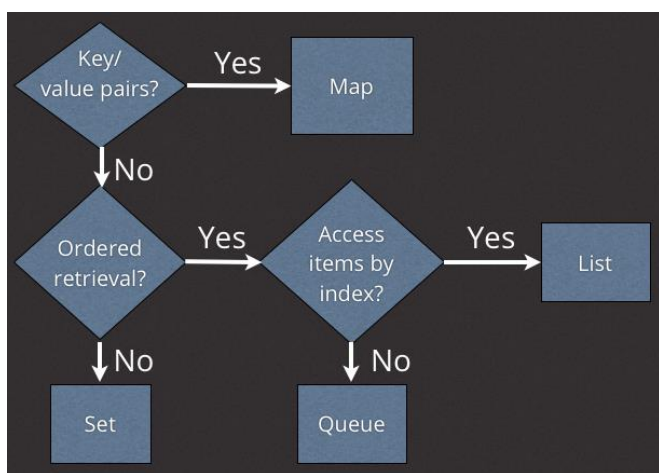 Key/
value pairs?
Yes
Map
No
Ordered
retrieval?
Yes
Access
items by
index?
Yes
List
No
No
Set
Queue